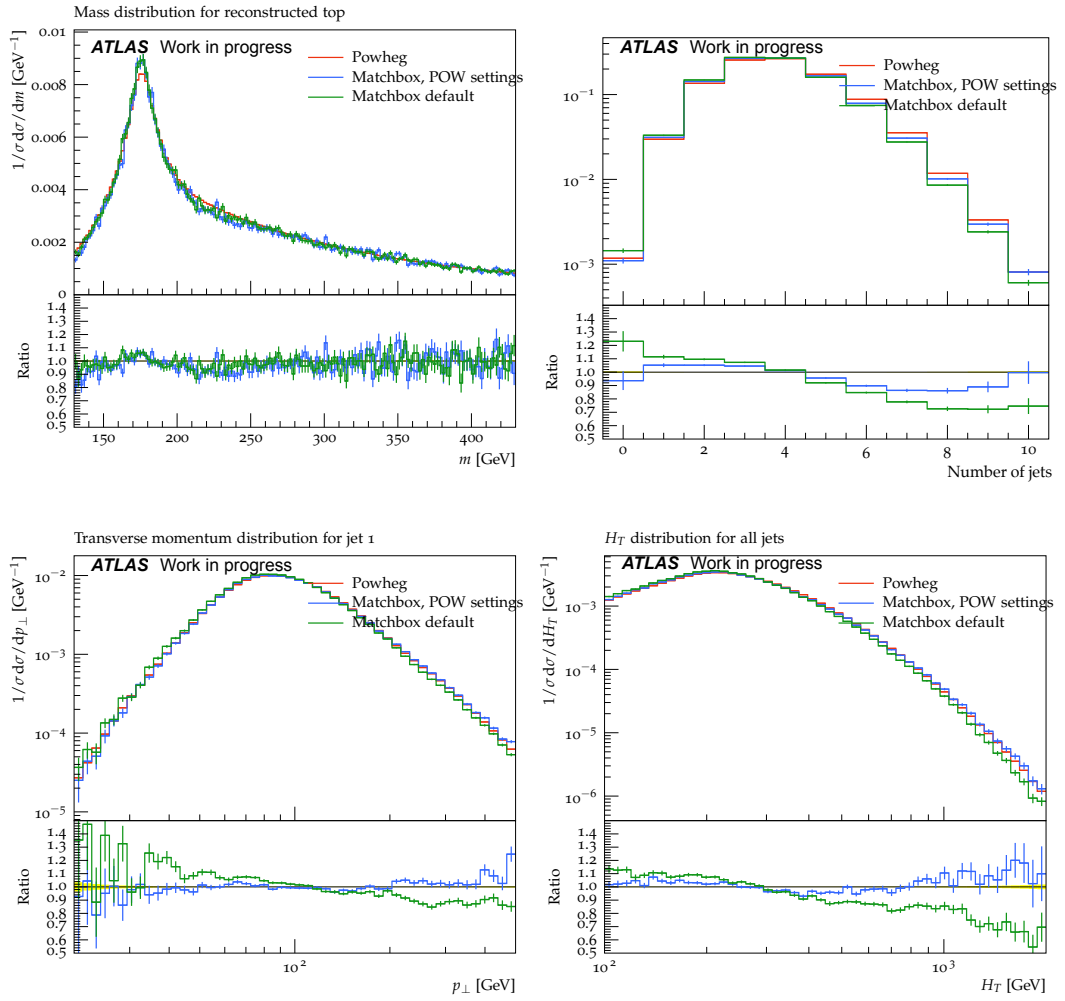 Mass distribution for reconstructed top
ATLAS Work in progress
Powheg
Matchbox, POW settings
Matchbox default
1/σ dσ/dm [GeV⁻¹]
0.01
0.008
0.006
0.004
0.002
0
Ratio
1.4
1.3
1.2
1.1
1.0
0.9
0.8
0.7
0.6
0.5
150 200 250 300 350 400
m [GeV]
ATLAS Work in progress
Powheg
Matchbox, POW settings
Matchbox default
10⁻¹
10⁻²
10⁻³
Ratio
1.4
1.3
1.2
1.1
1.0
0.9
0.8
0.7
0.6
0.5
0 2 4 6 8 10
Number of jets
Transverse momentum distribution for jet 1
ATLAS Work in progress
Powheg
Matchbox, POW settings
Matchbox default
1/σ dσ/dp⊥ [GeV⁻¹]
10⁻²
10⁻³
10⁻⁴
10⁻⁵
Ratio
1.4
1.3
1.2
1.1
1.0
0.9
0.8
0.7
0.6
0.5
10²
p⊥ [GeV]
H_T distribution for all jets
ATLAS Work in progress
Powheg
Matchbox, POW settings
Matchbox default
1/σ dσ/dH_T [GeV⁻¹]
10⁻³
10⁻⁴
10⁻⁵
10⁻⁶
Ratio
1.4
1.3
1.2
1.1
1.0
0.9
0.8
0.7
0.6
0.5
10² 10³
H_T [GeV]